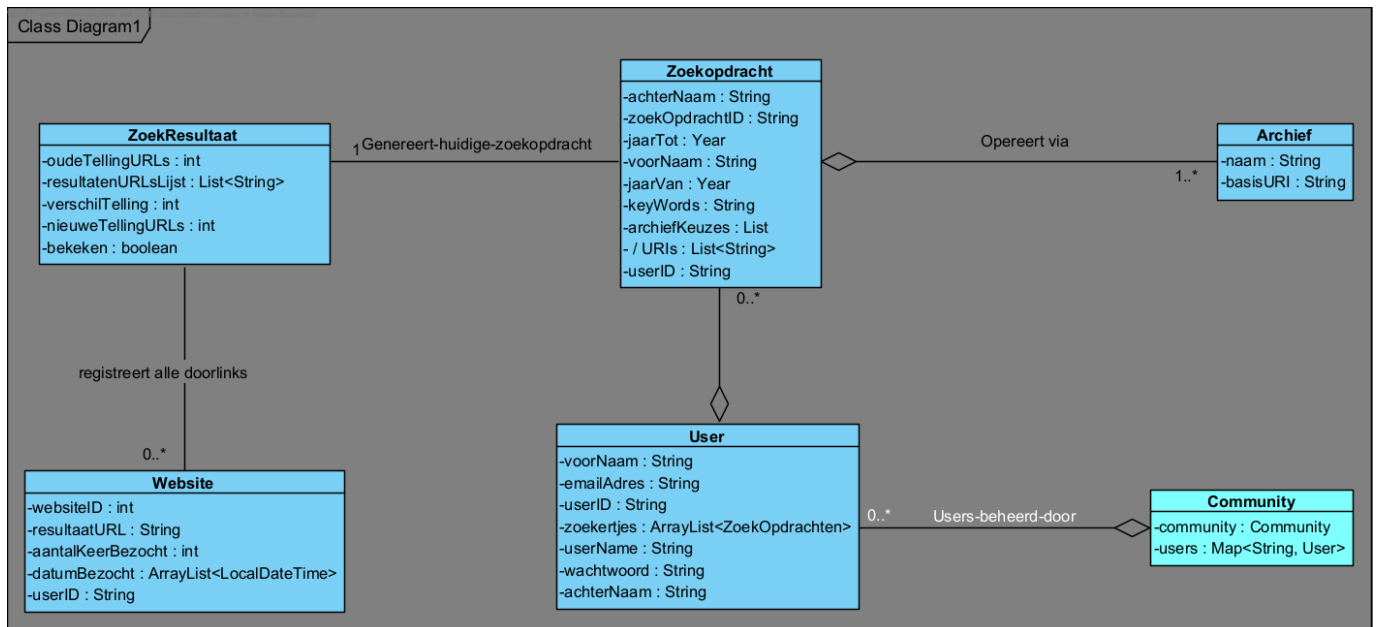 Class Diagram1
Zoekopdracht
-achterNaam : String
-zoekOpdrachtID : String
-jaarTot : Year
-voorNaam : String
-jaarVan : Year
-keyWords : String
-archiefKeuzes : List
- / URIs : List<String>
-userID : String
ZoekResultaat
-oudeTellingURLs : int
-resultatenURLsLijst : List<String>
-verschilTelling : int
-nieuweTellingURLs : int
-bekeken : boolean
1
Genereert-huidige-zoekopdracht
Opereert via
1..*
Archief
-naam : String
-basisURI : String
0..*
registreert alle doorlinks
0..*
Website
-websiteID : int
-resultaatURL : String
-aantalKeerBezocht : int
-datumBezocht : ArrayList<LocalDateTime>
-userID : String
User
-voorNaam : String
-emailAdres : String
-userID : String
-zoekertjes : ArrayList<ZoekOpdrachten>
-userName : String
-wachtwoord : String
-achterNaam : String
0..*
Users-beheerd-door
Community
-community : Community
-users : Map<String, User>